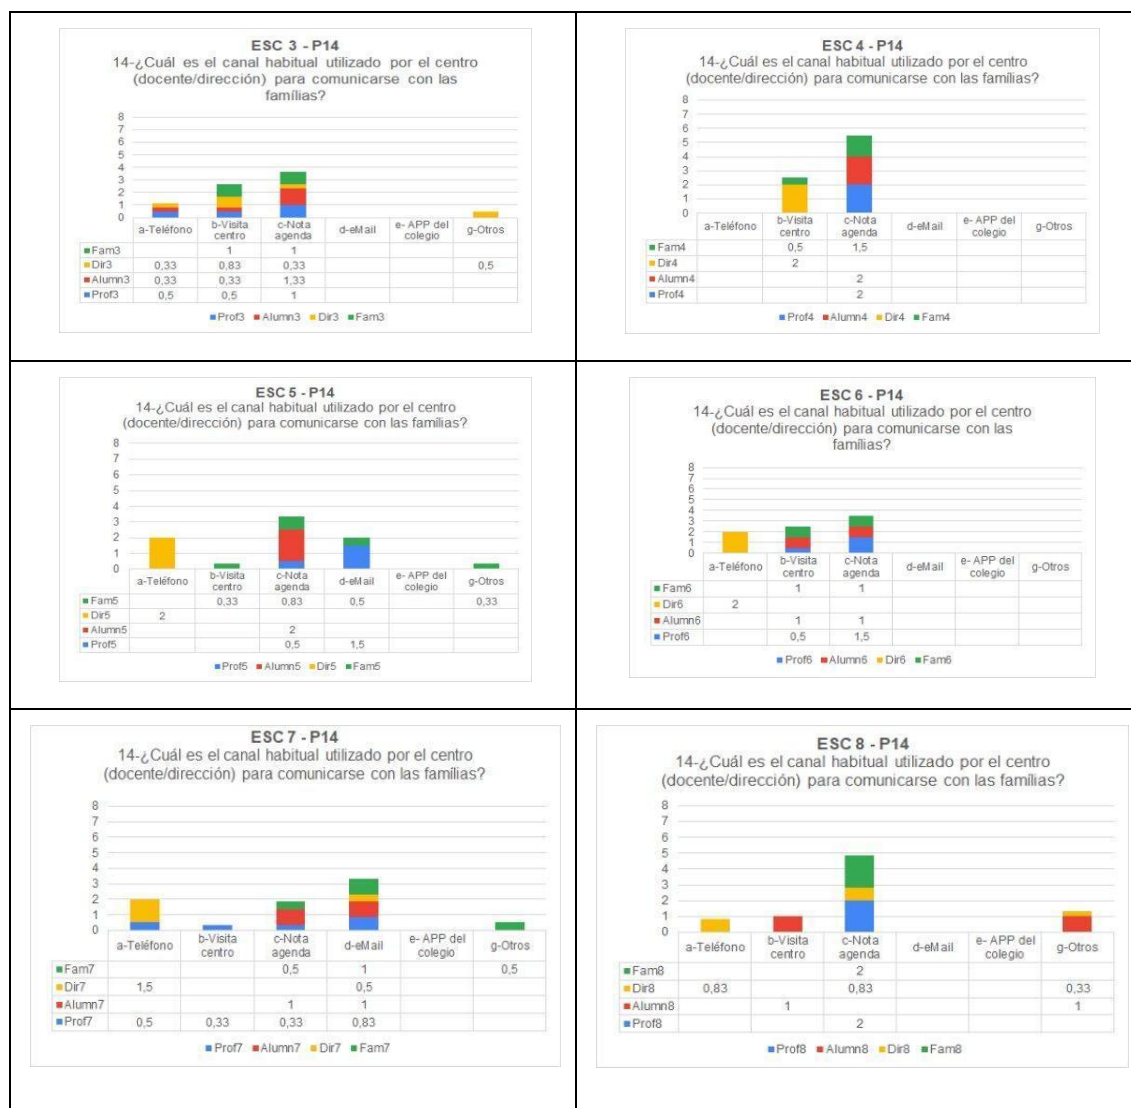 ESC 3 - P14
14-¿Cuál es el canal habitual utilizado por el centro
(docente/dirección) para comunicarse con las
famílias?
8
7
6
5
4
3
2
1
0
a-Teléfono b-Visita centro c-Nota agenda d-eMail e- APP del colegio g-Otros
Fam3 1 1
Dir3 0,33 0,83 0,33 0,5
Alumn3 0,33 0,33 1,33
Prof3 0,5 0,5 1
Prof3 Alumn3 Dir3 Fam3
ESC 4 - P14
14-¿Cuál es el canal habitual utilizado por el centro
(docente/dirección) para comunicarse con las famílias?
8
7
6
5
4
3
2
1
0
a-Teléfono b-Visita centro c-Nota agenda d-eMail e- APP del colegio g-Otros
Fam4 0,5 1,5
Dir4 2
Alumn4 2
Prof4 2
Prof4 Alumn4 Dir4 Fam4
ESC 5 - P14
14-¿Cuál es el canal habitual utilizado por el centro
(docente/dirección) para comunicarse con las famílias?
8
7
6
5
4
3
2
1
0
a-Teléfono b-Visita centro c-Nota agenda d-eMail e- APP del colegio g-Otros
Fam5 0,33 0,83 0,5 0,33
Dir5 2
Alumn5 2
Prof5 0,5 1,5
Prof5 Alumn5 Dir5 Fam5
ESC 6 - P14
14-¿Cuál es el canal habitual utilizado por el centro
(docente/dirección) para comunicarse con las
famílias?
8
7
6
5
4
3
2
1
0
a-Teléfono b-Visita centro c-Nota agenda d-eMail e- APP del colegio g-Otros
Fam6 1 1
Dir6 2
Alumn6 1 1
Prof6 0,5 1,5
Prof6 Alumn6 Dir6 Fam6
ESC 7 - P14
14-¿Cuál es el canal habitual utilizado por el centro
(docente/dirección) para comunicarse con las famílias?
8
7
6
5
4
3
2
1
0
a-Teléfono b-Visita centro c-Nota agenda d-eMail e- APP del colegio g-Otros
Fam7 0,5 1 0,5
Dir7 1,5 0,5
Alumn7 1 1
Prof7 0,5 0,33 0,33 0,83
Prof7 Alumn7 Dir7 Fam7
ESC 8 - P14
14-¿Cuál es el canal habitual utilizado por el centro
(docente/dirección) para comunicarse con las famílias?
8
7
6
5
4
3
2
1
0
a-Teléfono b-Visita centro c-Nota agenda d-eMail e- APP del colegio g-Otros
Fam8 2
Dir8 0,83 0,83 0,33
Alumn8 1 1
Prof8 2
Prof8 Alumn8 Dir8 Fam8